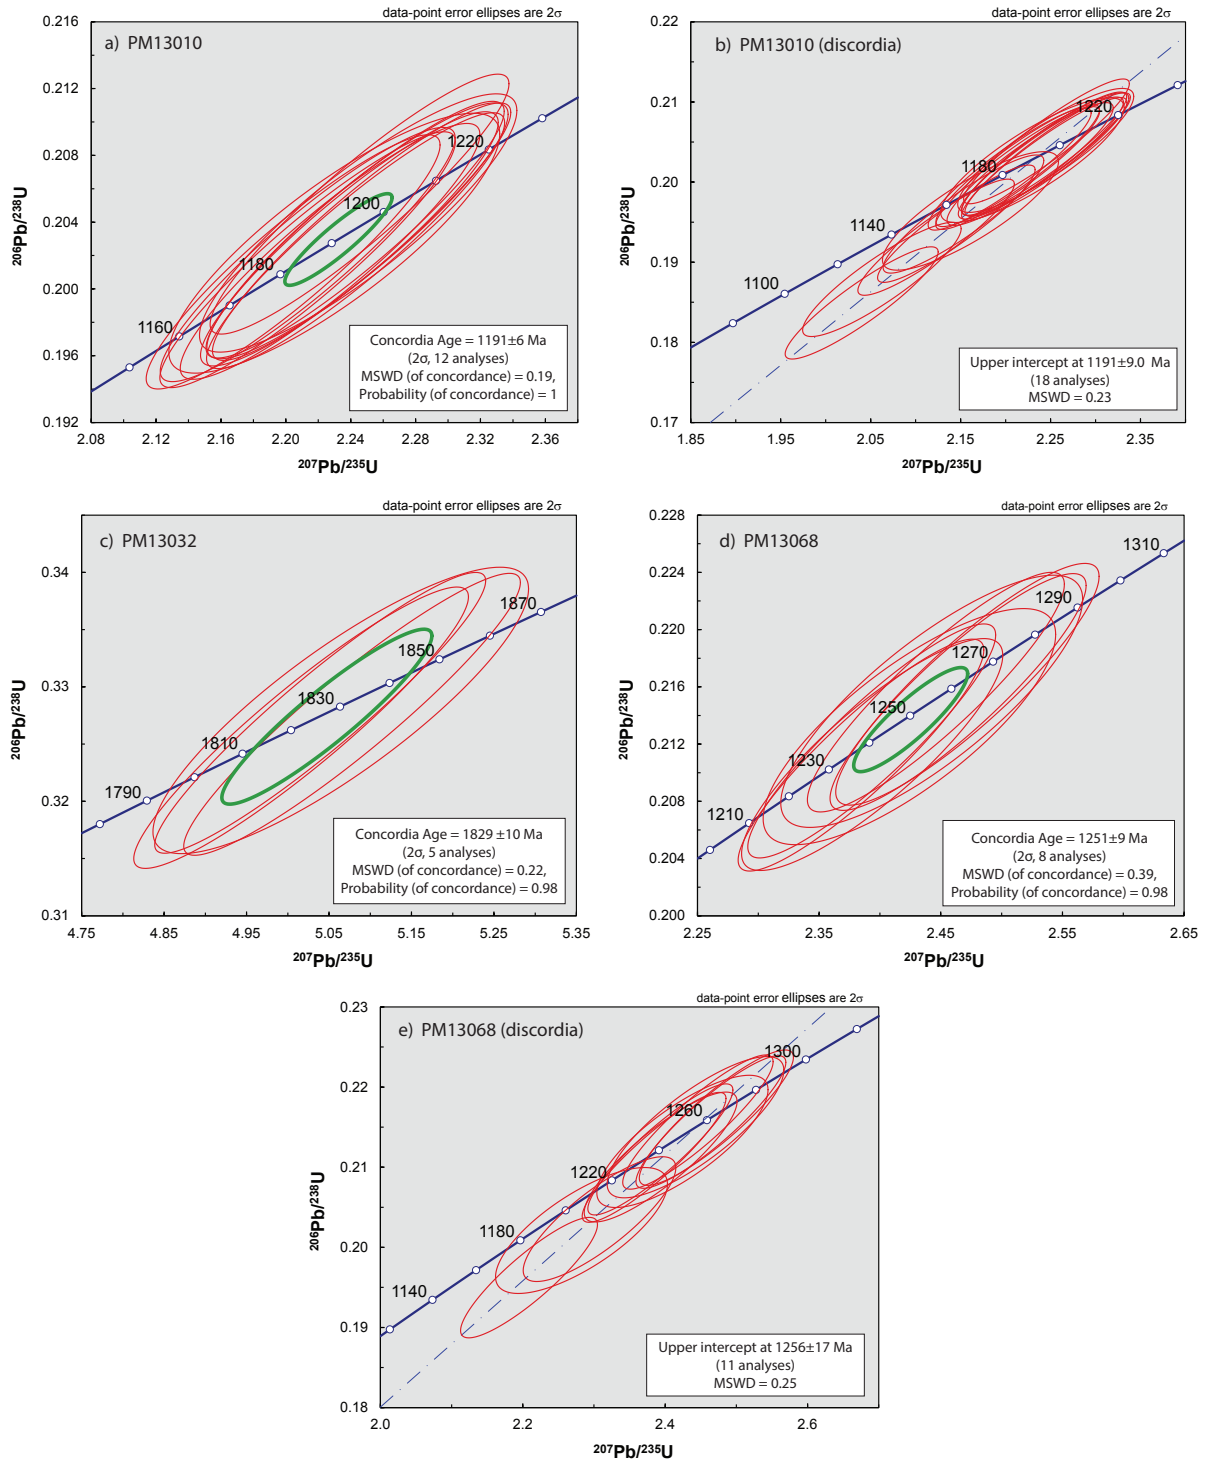 data-point error ellipses are 2σ
a) PM13010
0.216
0.212
0.208
0.204
0.200
0.196
0.192
²⁰⁶Pb/²³⁸U
1220
1200
1180
1160
Concordia Age = 1191±6 Ma
(2σ, 12 analyses)
MSWD (of concordance) = 0.19,
Probability (of concordance) = 1
2.08 2.12 2.16 2.20 2.24 2.28 2.32 2.36
²⁰⁷Pb/²³⁵U
data-point error ellipses are 2σ
b) PM13010 (discordia)
0.22
0.21
0.20
0.19
0.18
0.17
²⁰⁶Pb/²³⁸U
1220
1180
1140
1100
Upper intercept at 1191±9.0 Ma
(18 analyses)
MSWD = 0.23
1.85 1.95 2.05 2.15 2.25 2.35
²⁰⁷Pb/²³⁵U
data-point error ellipses are 2σ
c) PM13032
0.34
0.33
0.32
0.31
²⁰⁶Pb/²³⁸U
1870
1850
1830
1810
1790
Concordia Age = 1829 ±10 Ma
(2σ, 5 analyses)
MSWD (of concordance) = 0.22,
Probability (of concordance) = 0.98
4.75 4.85 4.95 5.05 5.15 5.25 5.35
²⁰⁷Pb/²³⁵U
data-point error ellipses are 2σ
d) PM13068
0.228
0.224
0.220
0.216
0.212
0.208
0.204
0.200
²⁰⁶Pb/²³⁸U
1310
1290
1270
1250
1230
1210
Concordia Age = 1251±9 Ma
(2σ, 8 analyses)
MSWD (of concordance) = 0.39,
Probability (of concordance) = 0.98
2.25 2.35 2.45 2.55 2.65
²⁰⁷Pb/²³⁵U
data-point error ellipses are 2σ
e) PM13068 (discordia)
0.23
0.22
0.21
0.20
0.19
0.18
²⁰⁶Pb/²³⁸U
1300
1260
1220
1180
1140
Upper intercept at 1256±17 Ma
(11 analyses)
MSWD = 0.25
2.0 2.2 2.4 2.6
²⁰⁷Pb/²³⁵U